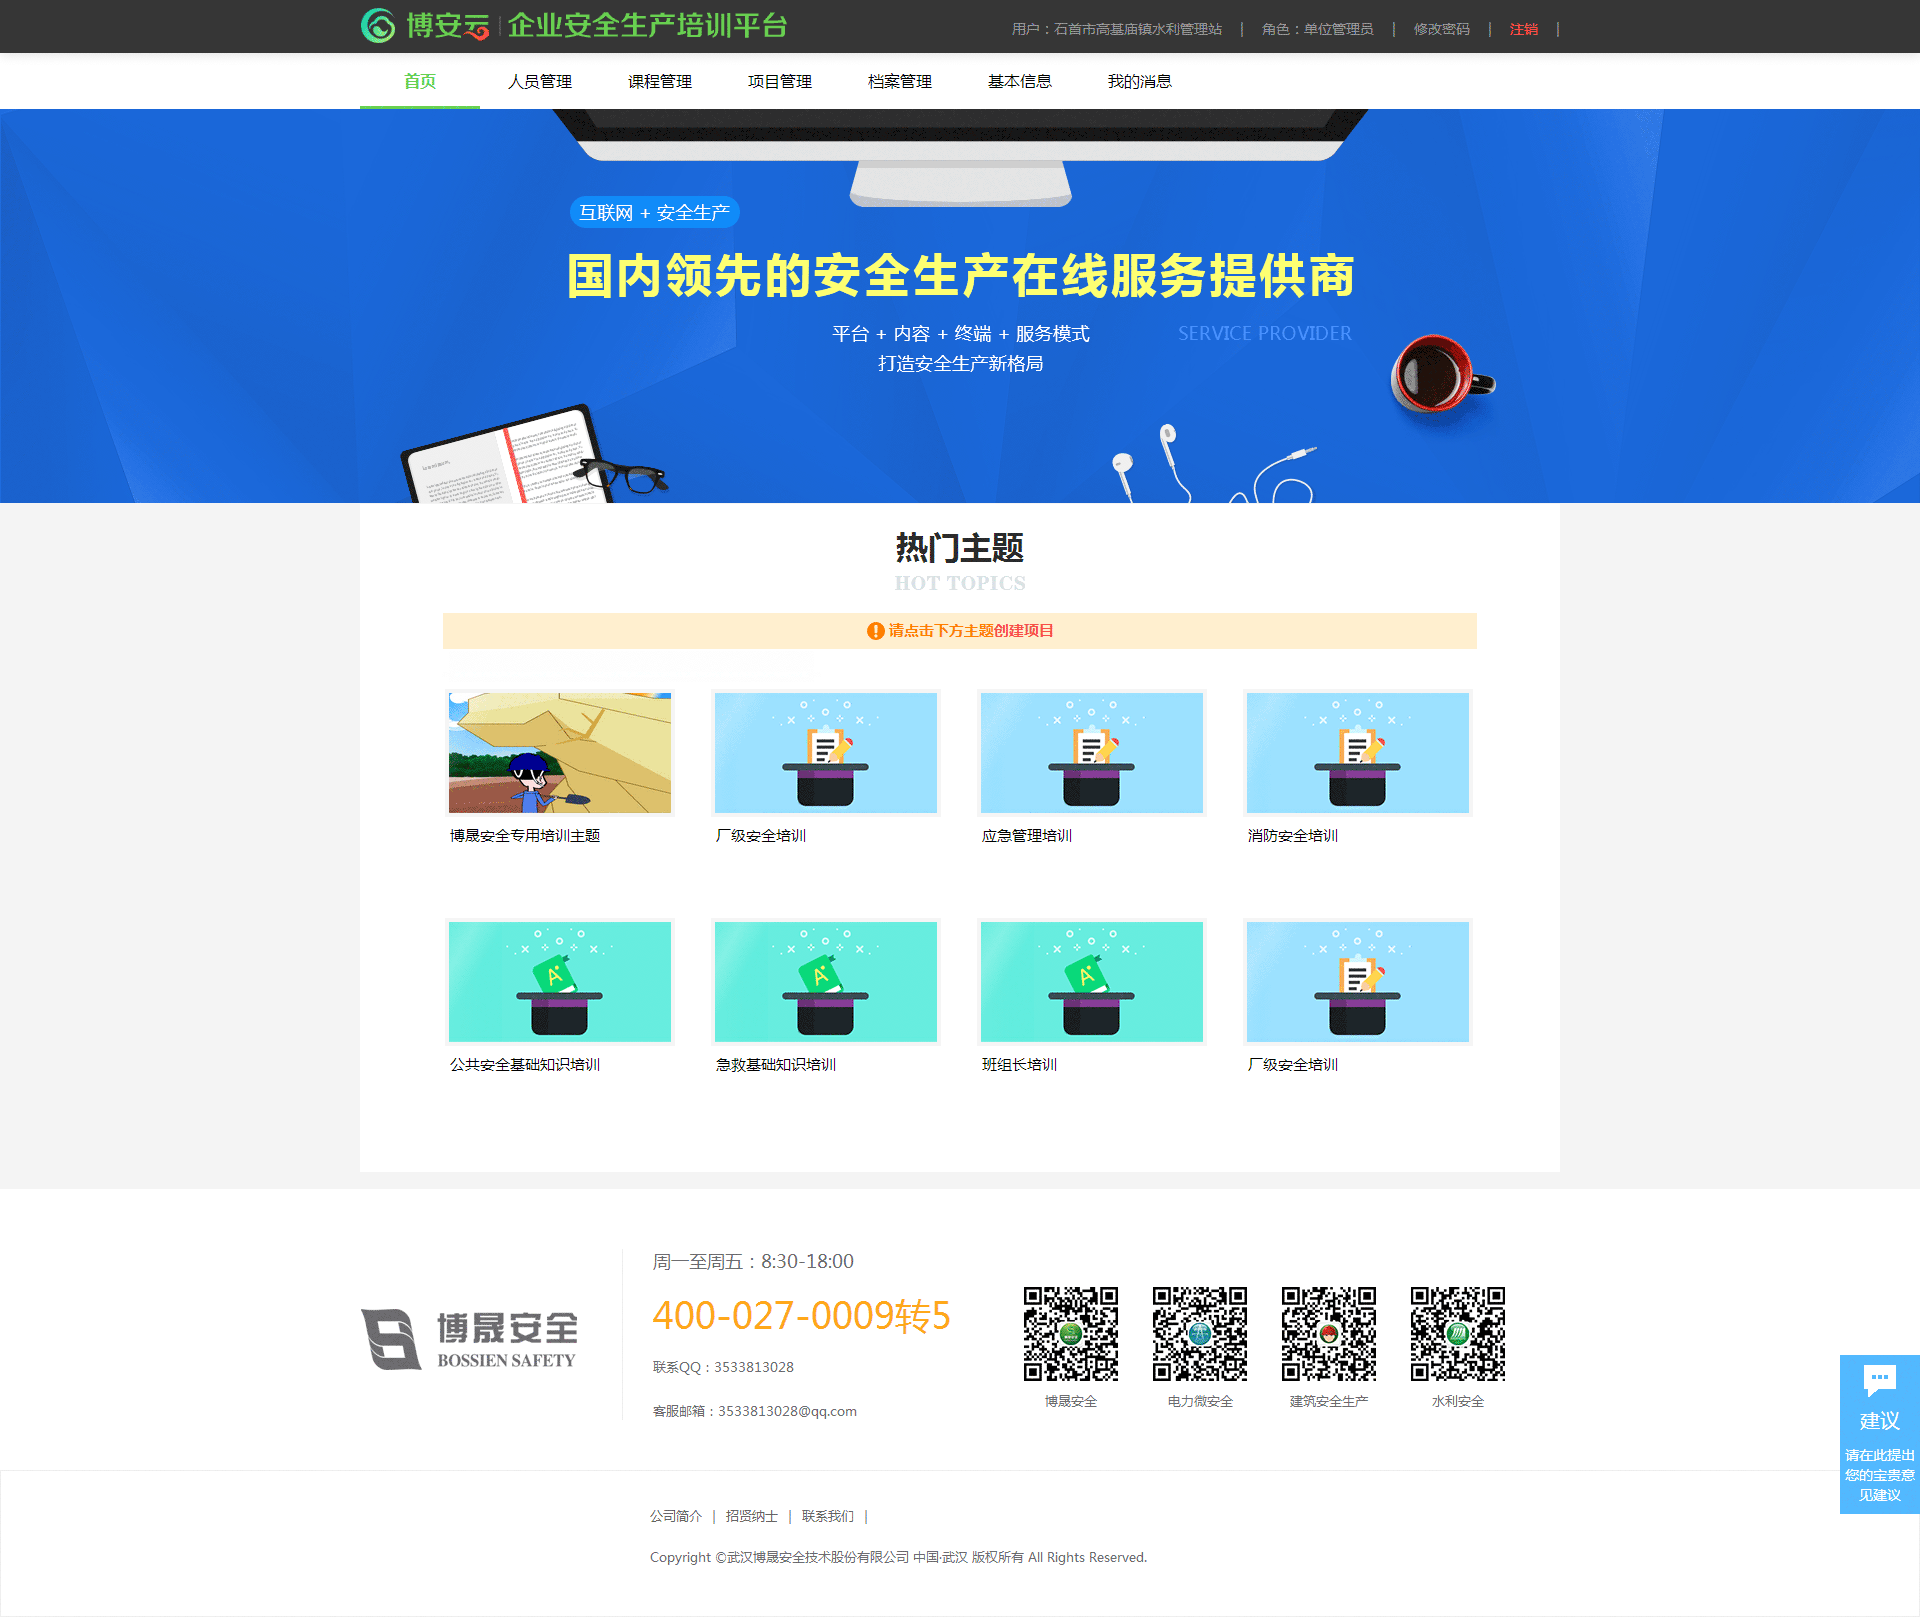 博安云 | 企业安全生产培训平台
用户：石首市高基庙镇水利管理站 | 角色：单位管理员 | 修改密码 | 注销 |
首页 人员管理 课程管理 项目管理 档案管理 基本信息 我的消息
互联网 + 安全生产
国内领先的安全生产在线服务提供商
平台 + 内容 + 终端 + 服务模式
SERVICE PROVIDER
打造安全生产新格局
热门主题
HOT TOPICS
请点击下方主题创建项目
博晟安全专用培训主题
厂级安全培训
应急管理培训
消防安全培训
A+
A+
A+
公共安全基础知识培训
急救基础知识培训
班组长培训
厂级安全培训
博晟安全
BOSSIEN SAFETY
周一至周五：8:30-18:00
400-027-0009转5
联系QQ：3533813028
客服邮箱：3533813028@qq.com
博晟安全
电力微安全
建筑安全生产
水利安全
建议
请在此提出
您的宝贵意
见建议
公司简介 | 招贤纳士 | 联系我们 |
Copyright ©武汉博晟安全技术股份有限公司 中国·武汉 版权所有 All Rights Reserved.